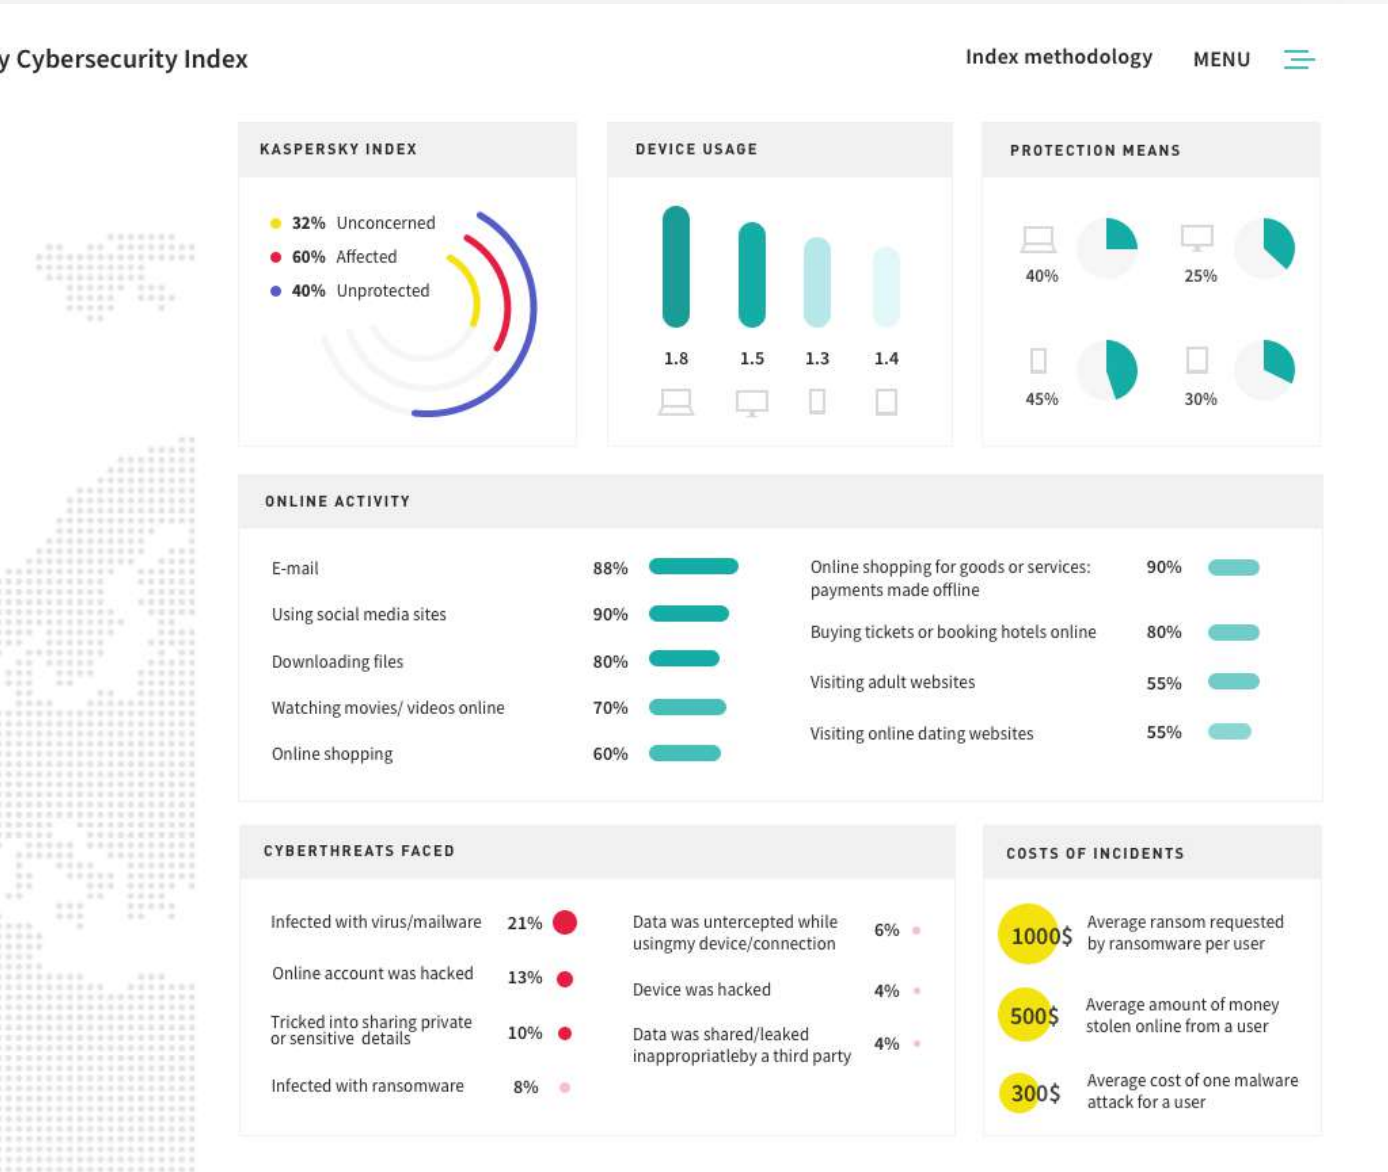 y Cybersecurity Index
Index methodology
MENU
KASPERSKY INDEX
32% Unconcerned
60% Affected
40% Unprotected
DEVICE USAGE
1.8 1.5 1.3 1.4
PROTECTION MEANS
40% 25%
45% 30%
ONLINE ACTIVITY
E-mail 88%
Using social media sites 90%
Downloading files 80%
Watching movies/ videos online 70%
Online shopping 60%
Online shopping for goods or services: 90%
payments made offline
Buying tickets or booking hotels online 80%
Visiting adult websites 55%
Visiting online dating websites 55%
CYBERTHREATS FACED
Infected with virus/mailware 21%
Online account was hacked 13%
Tricked into sharing private
or sensitive details 10%
Infected with ransomware 8%
Data was untercepted while
usingmy device/connection 6%
Device was hacked 4%
Data was shared/leaked
inappropriatleby a third party 4%
COSTS OF INCIDENTS
1000$ Average ransom requested
by ransomware per user
500$ Average amount of money
stolen online from a user
300$ Average cost of one malware
attack for a user